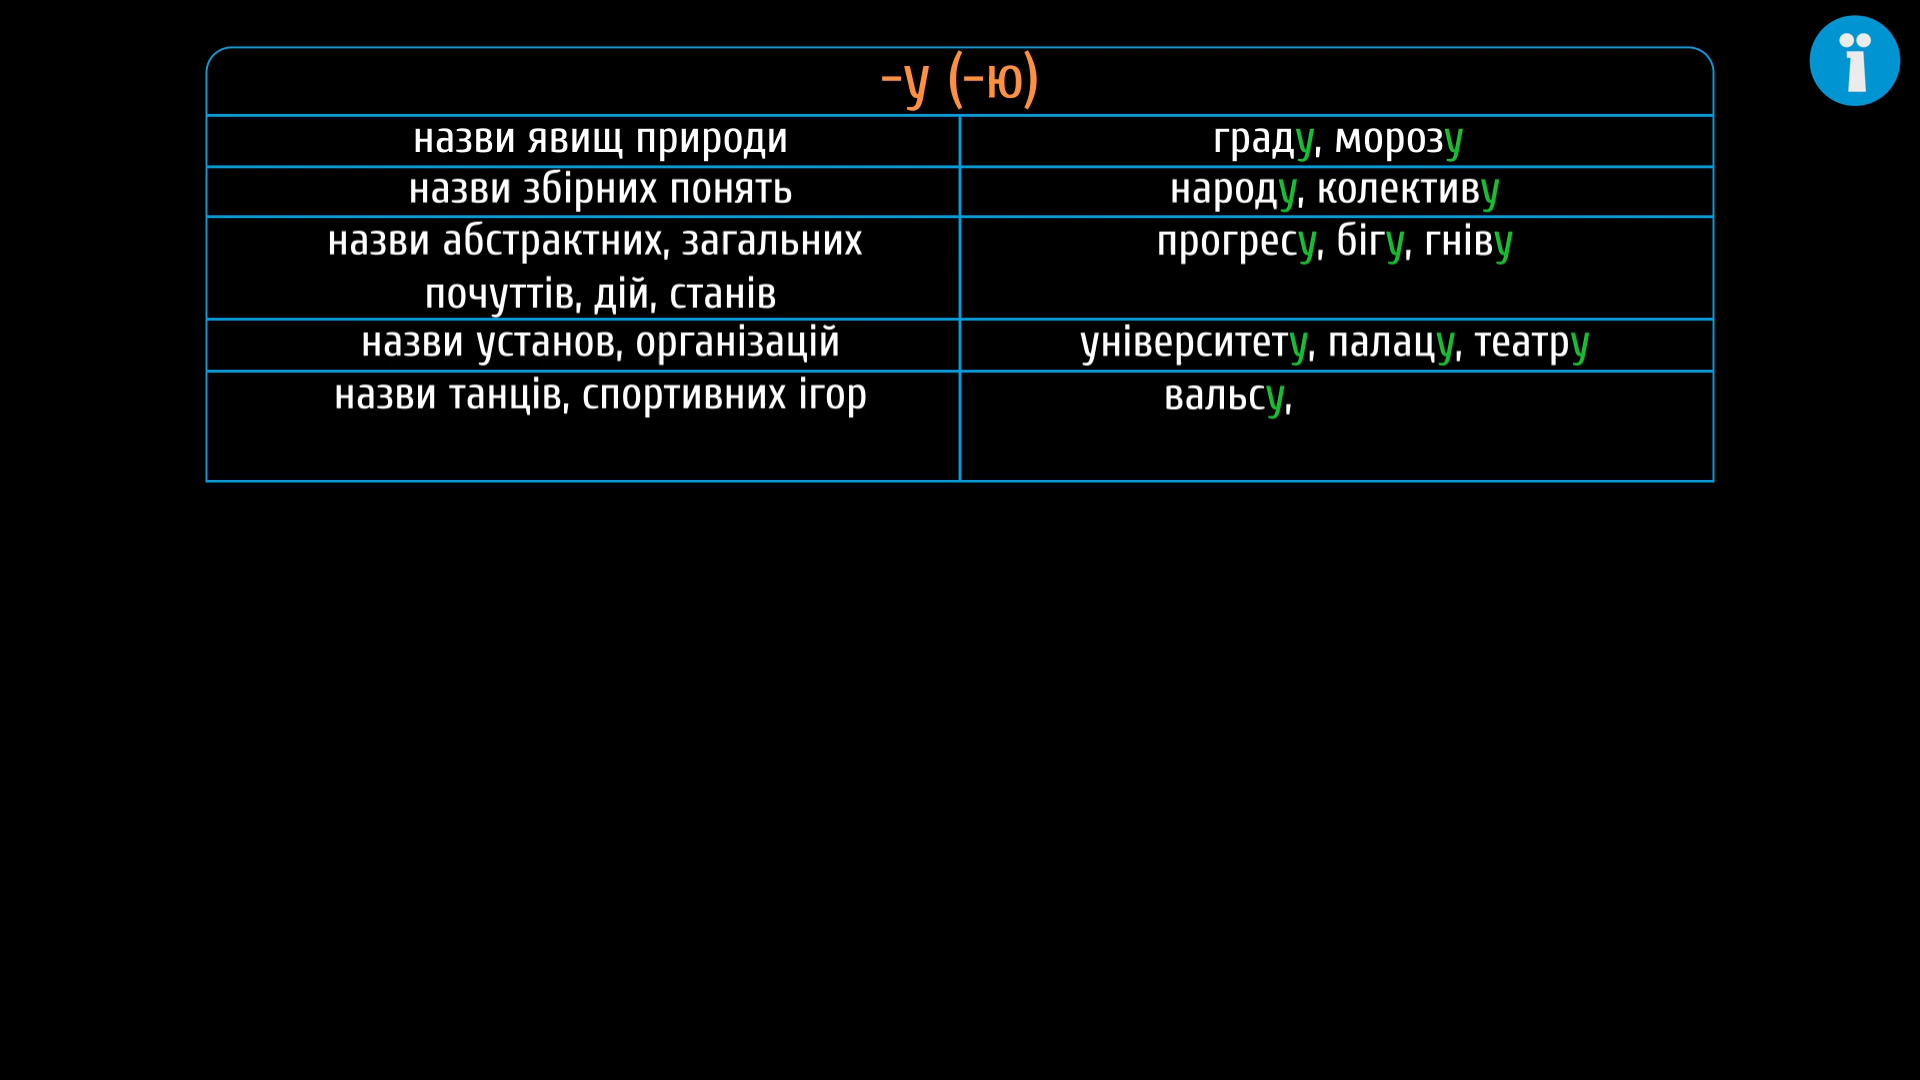 -у (-ю)
назви явищ природи
граду, морозу
назви збірних понять
народу, колективу
назви абстрактних, загальних
почуттів, дій, станів
прогресу, бігу, гніву
назви установ, організацій
університету, палацу, театру
назви танців, спортивних ігор
вальсу,
ї